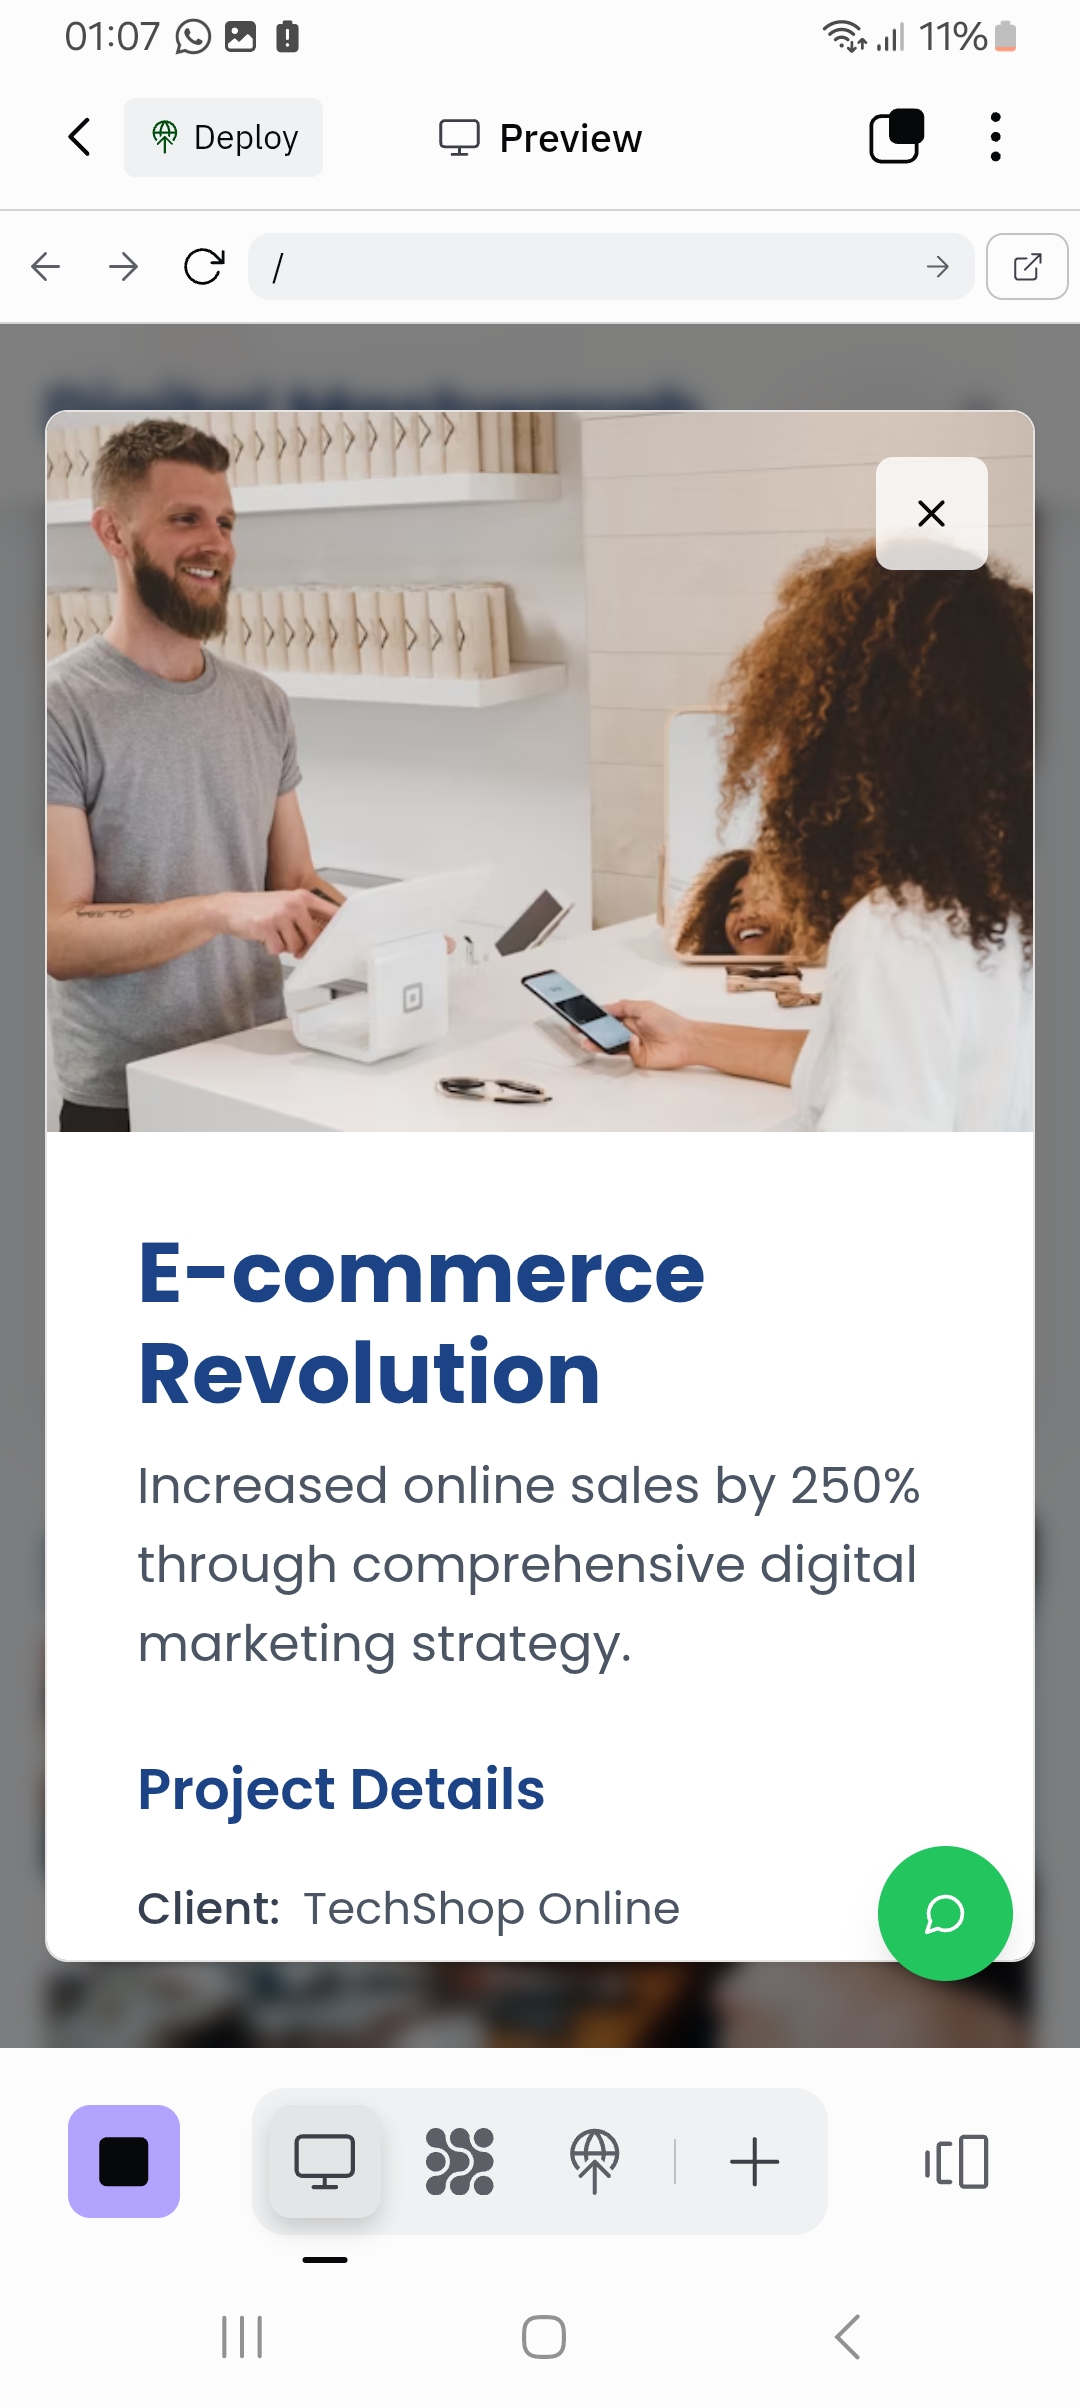 01:07
11%
Deploy
Preview
/
E-commerce
Revolution
Increased online sales by 250%
through comprehensive digital
marketing strategy.
Project Details
Client: TechShop Online